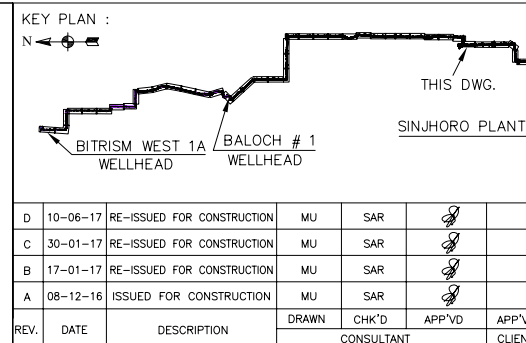 KEY PLAN :
N
THIS DWG.
SINJHORO PLANT
BITRISM WEST 1A
WELLHEAD
BALOCH # 1
WELLHEAD
D 10-06-17 RE-ISSUED FOR CONSTRUCTION MU SAR
C 30-01-17 RE-ISSUED FOR CONSTRUCTION MU SAR
B 17-01-17 RE-ISSUED FOR CONSTRUCTION MU SAR
A 08-12-16 ISSUED FOR CONSTRUCTION MU SAR
REV. DATE DESCRIPTION DRAWN CHK'D APP'VD APP'V
CONSULTANT CLIEN